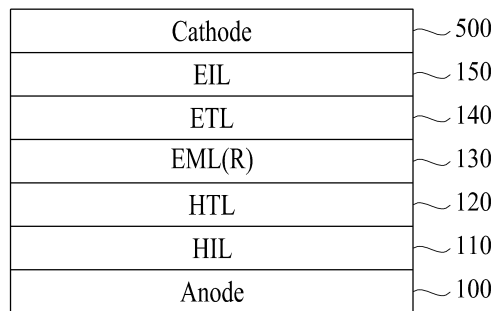 Cathode 500
EIL 150
ETL 140
EML(R) 130
HTL 120
HIL 110
Anode 100